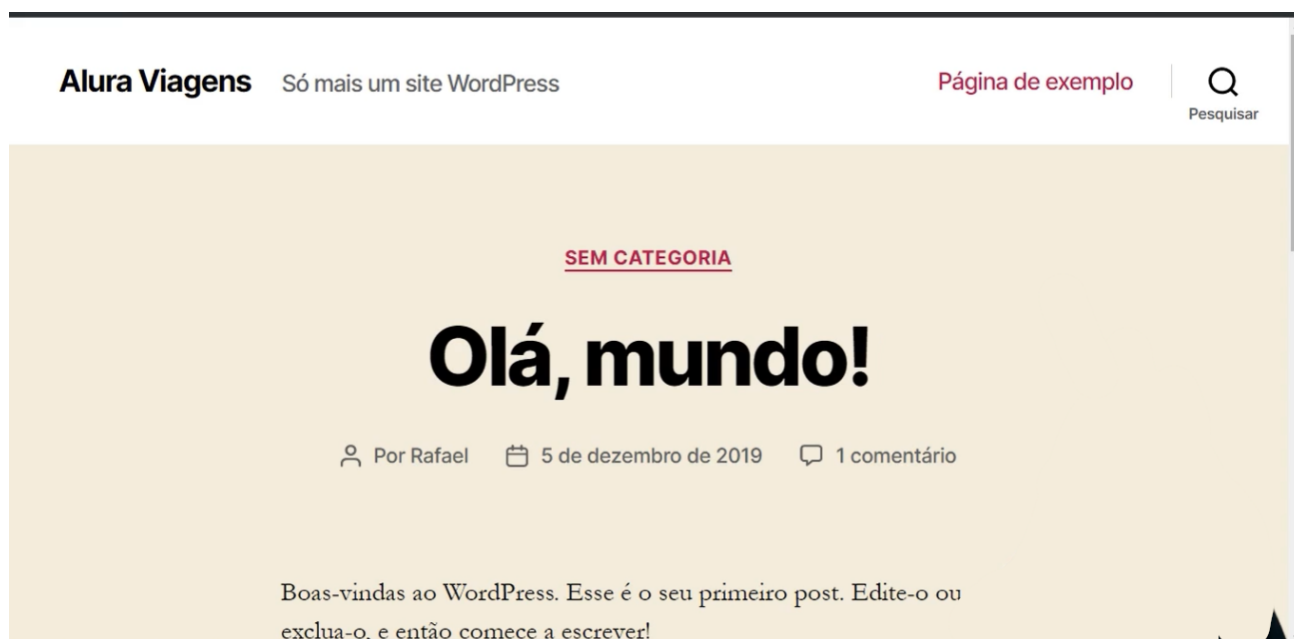 Alura Viagens Só mais um site WordPress Página de exemplo
Pesquisar
SEM CATEGORIA
Olá, mundo!
Por Rafael 5 de dezembro de 2019 1 comentário
Boas-vindas ao WordPress. Esse é o seu primeiro post. Edite-o ou
exclua-o, e então comece a escrever!